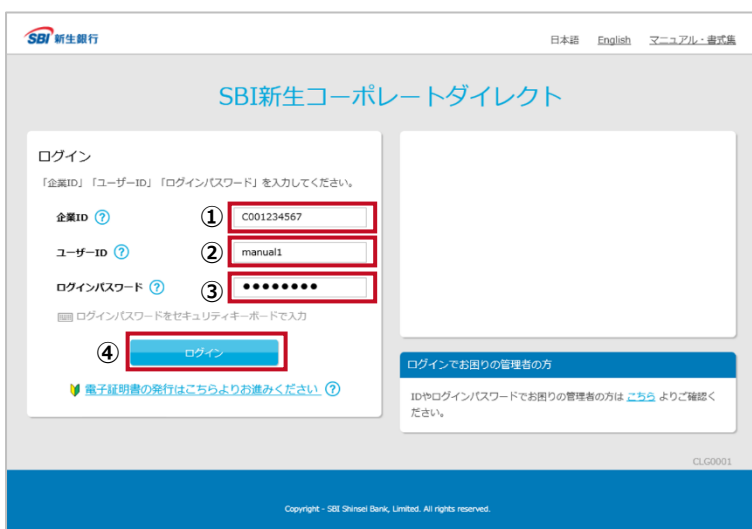 SBI 新生銀行
日本語 English マニュアル・書式集
SBI新生コーポレートダイレクト
ログイン
「企業ID」「ユーザーID」「ログインパスワード」を入力してください。
企業ID ? ① C001234567
ユーザーID ? ② manual1
ログインパスワード ? ③ ●●●●●●●●
ログインパスワードをセキュリティキーボードで入力
④ ログイン
電子証明書の発行はこちらよりお進みください ?
ログインでお困りの管理者の方
IDやログインパスワードでお困りの管理者の方は こちら よりご確認く
ださい。
CLG0001
Copyright - SBI Shinsei Bank, Limited. All rights reserved.